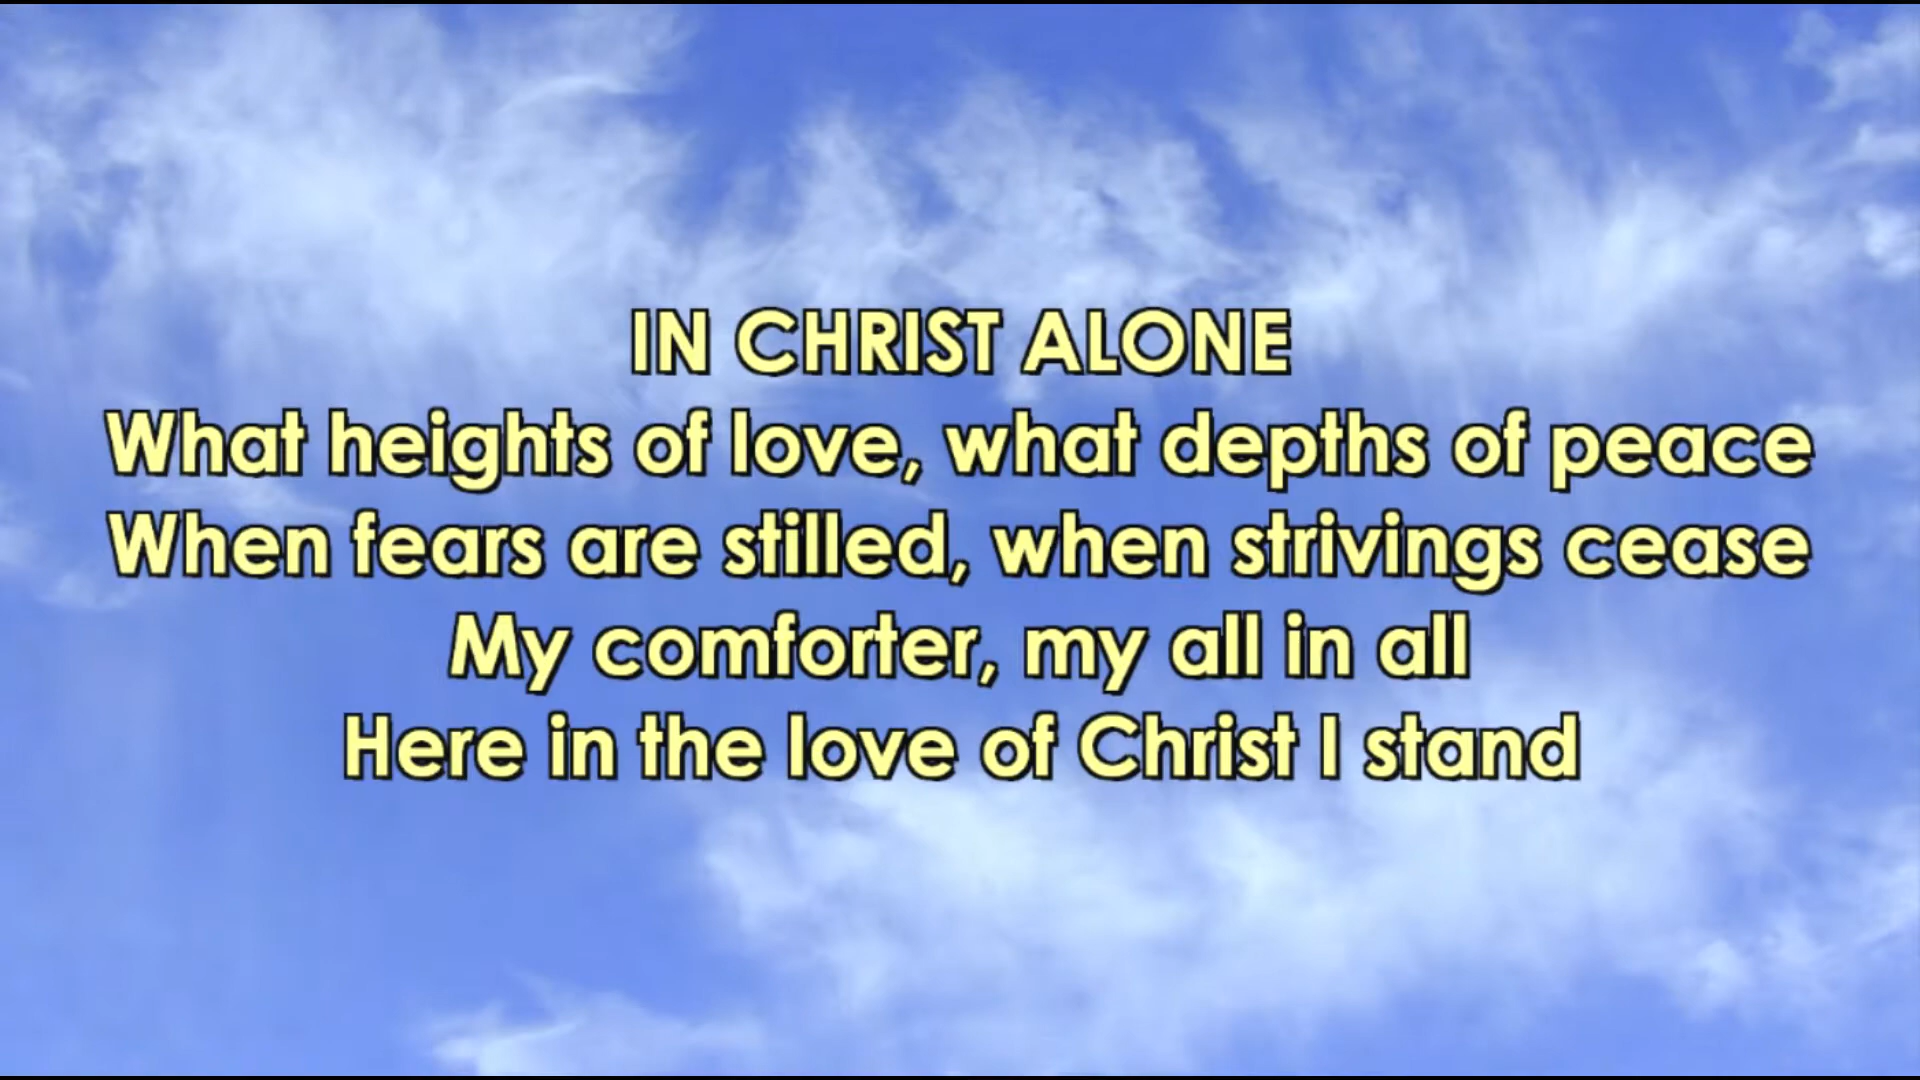 IN CHRIST ALONE
What heights of love, what depths of peace
When fears are stilled, when strivings cease
My comforter, my all in all
Here in the love of Christ I stand